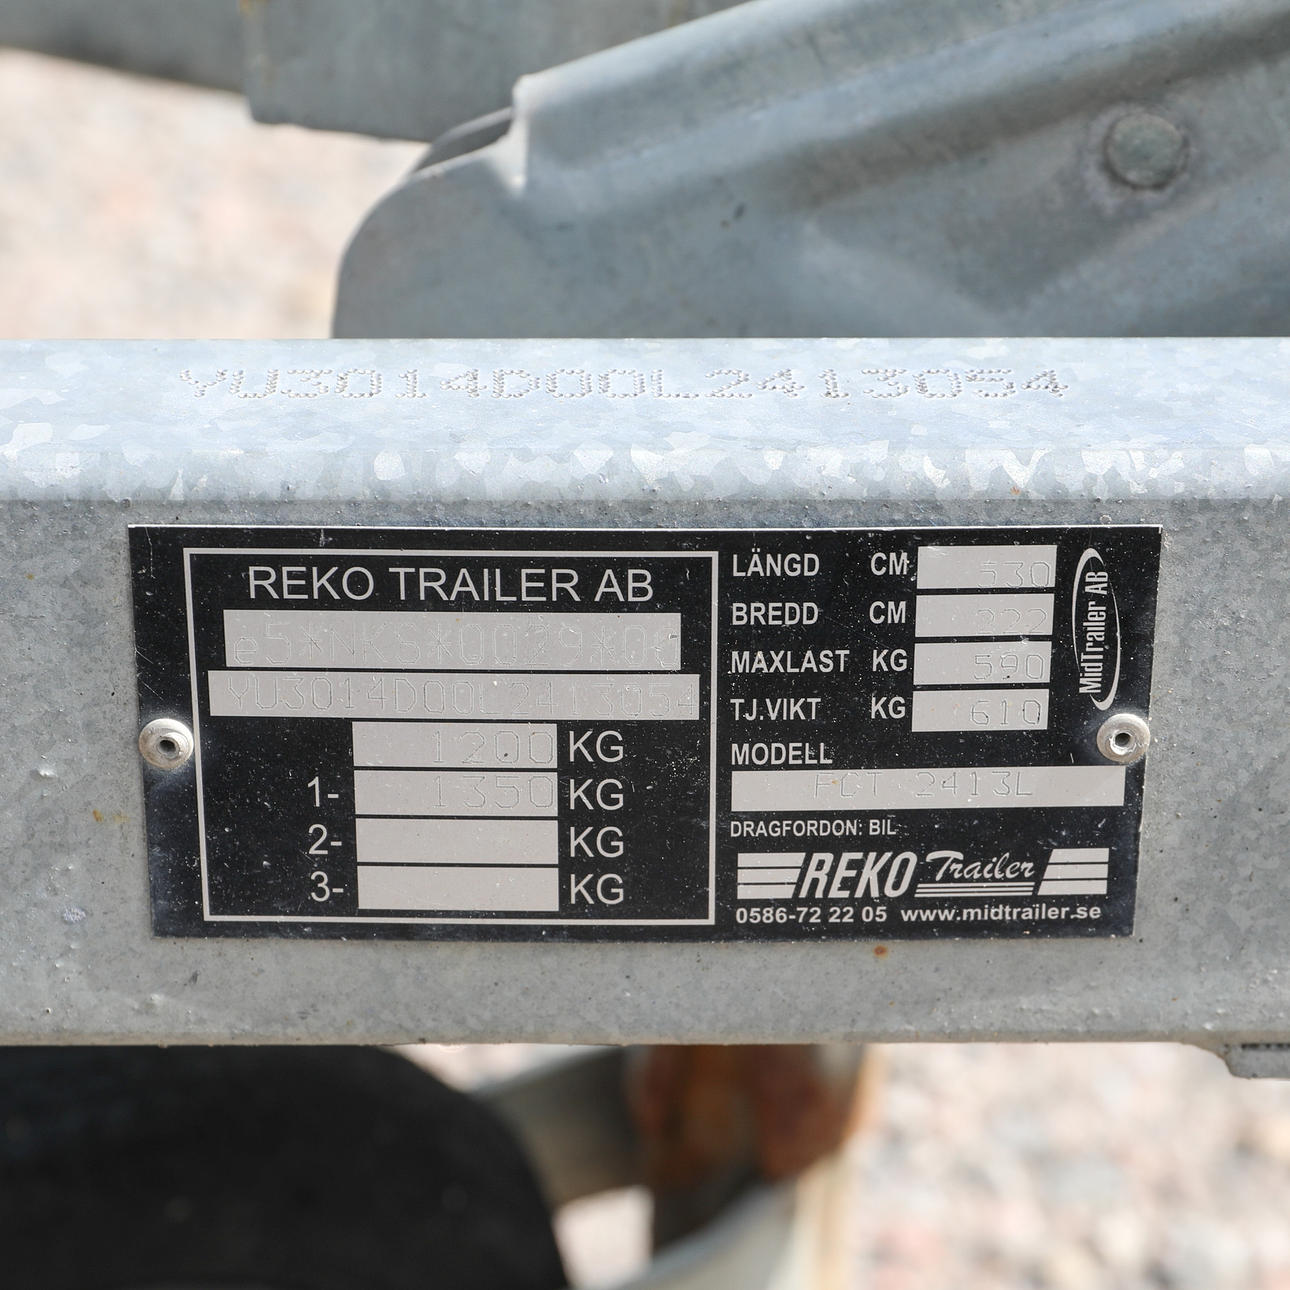 YU3014D00L2413054
REKO TRAILER AB
e5*NKS*0029*00
YU3014D00L2413054
1200 KG
1- 1350 KG
2- KG
3- KG
LÄNGD CM 530
BREDD CM 222
MAXLAST KG 590
TJ.VIKT KG 610
MODELL
FCT 2413L
DRAGFORDON: BIL
REKO Trailer
0586-72 22 05 www.midtrailer.se
MidTrailer AB